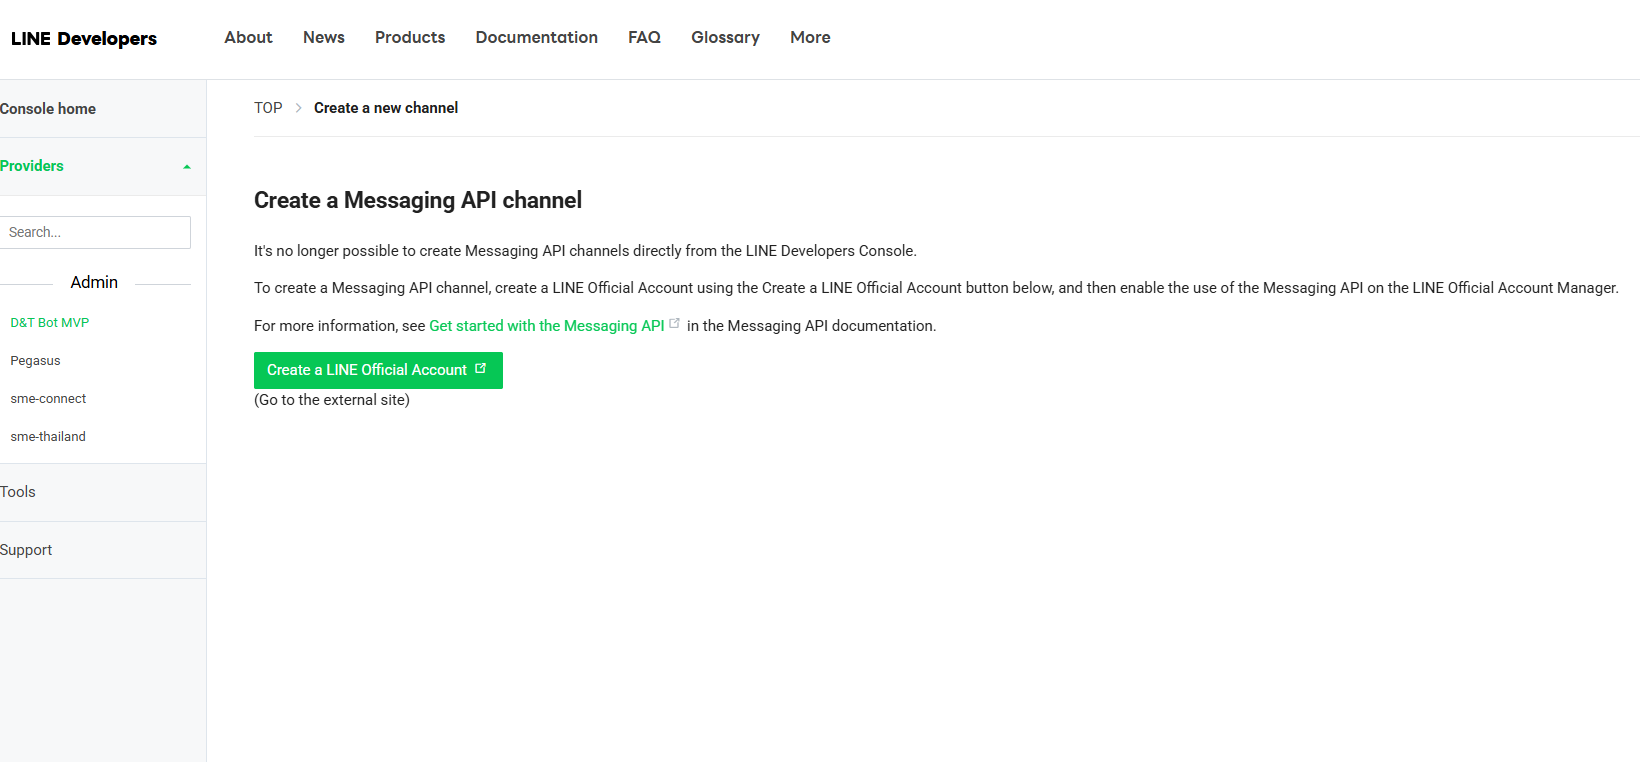 LINE Developers
About News Products Documentation FAQ Glossary More
Console home
Providers
Search...
Admin
D&T Bot MVP
Pegasus
sme-connect
sme-thailand
Tools
Support
TOP > Create a new channel
Create a Messaging API channel
It's no longer possible to create Messaging API channels directly from the LINE Developers Console.
To create a Messaging API channel, create a LINE Official Account using the Create a LINE Official Account button below, and then enable the use of the Messaging API on the LINE Official Account Manager.
For more information, see Get started with the Messaging API in the Messaging API documentation.
Create a LINE Official Account
(Go to the external site)